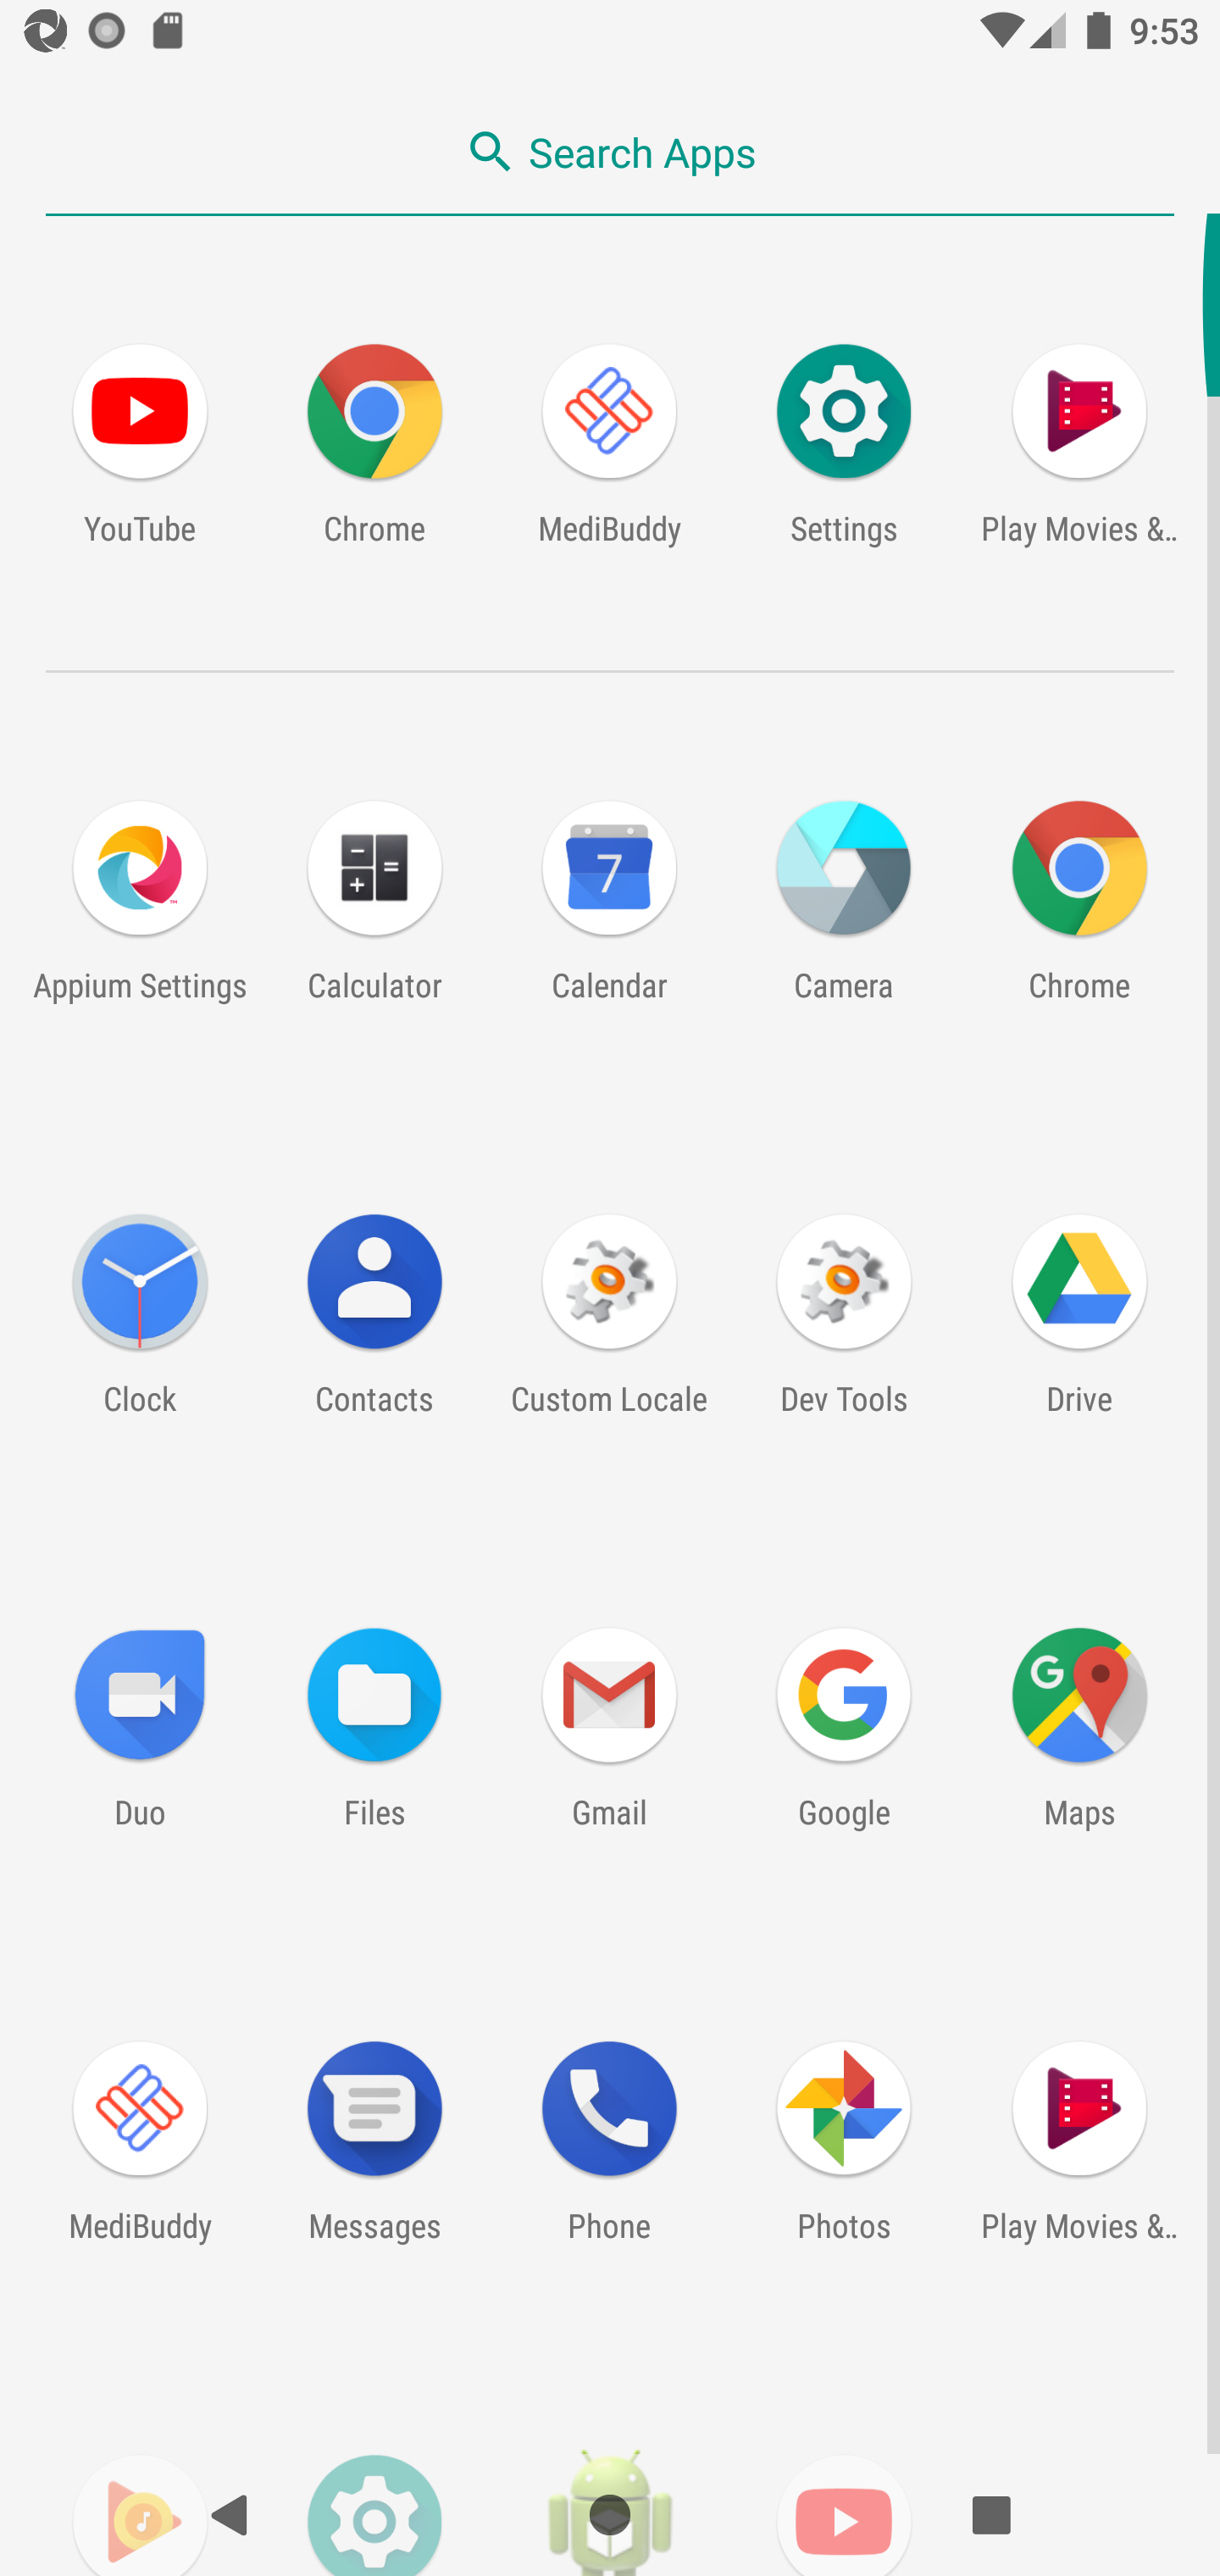 9:53
Search Apps
YouTube Chrome MediBuddy Settings Play Movies &..
Appium Settings Calculator 7 Calendar Camera Chrome
Clock Contacts Custom Locale Dev Tools Drive
Duo Files Gmail Google Maps
MediBuddy Messages Phone Photos Play Movies &..